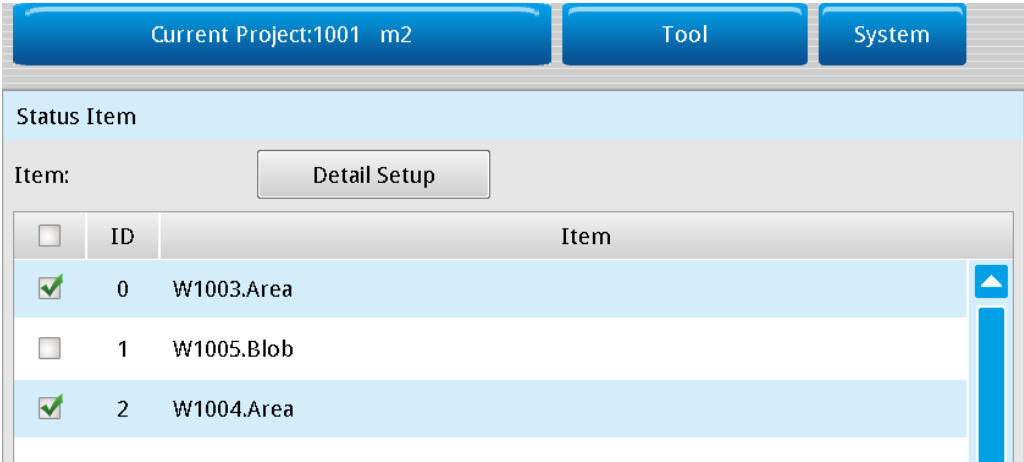 Current Project:1001 m2 Tool System
Status Item
Item: Detail Setup
ID Item
0 W1003.Area
1 W1005.Blob
2 W1004.Area